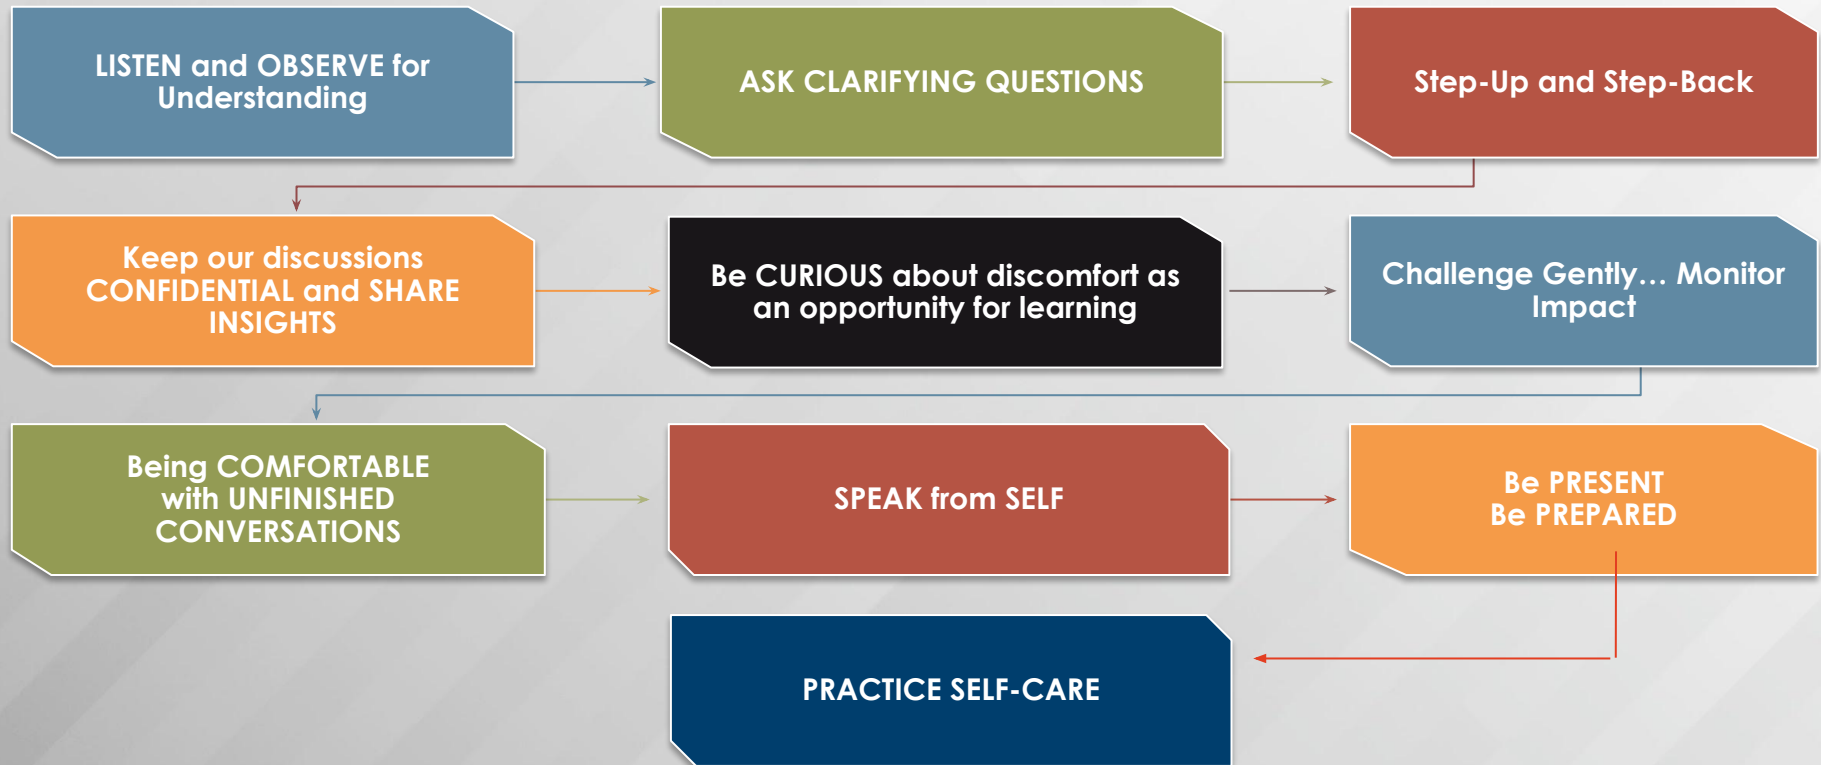 LISTEN and OBSERVE for
Understanding
ASK CLARIFYING QUESTIONS
Step-Up and Step-Back
Keep our discussions
CONFIDENTIAL and SHARE
INSIGHTS
Be CURIOUS about discomfort as
an opportunity for learning
Challenge Gently... Monitor
Impact
Being COMFORTABLE
with UNFINISHED
CONVERSATIONS
SPEAK from SELF
Be PRESENT
Be PREPARED
PRACTICE SELF-CARE